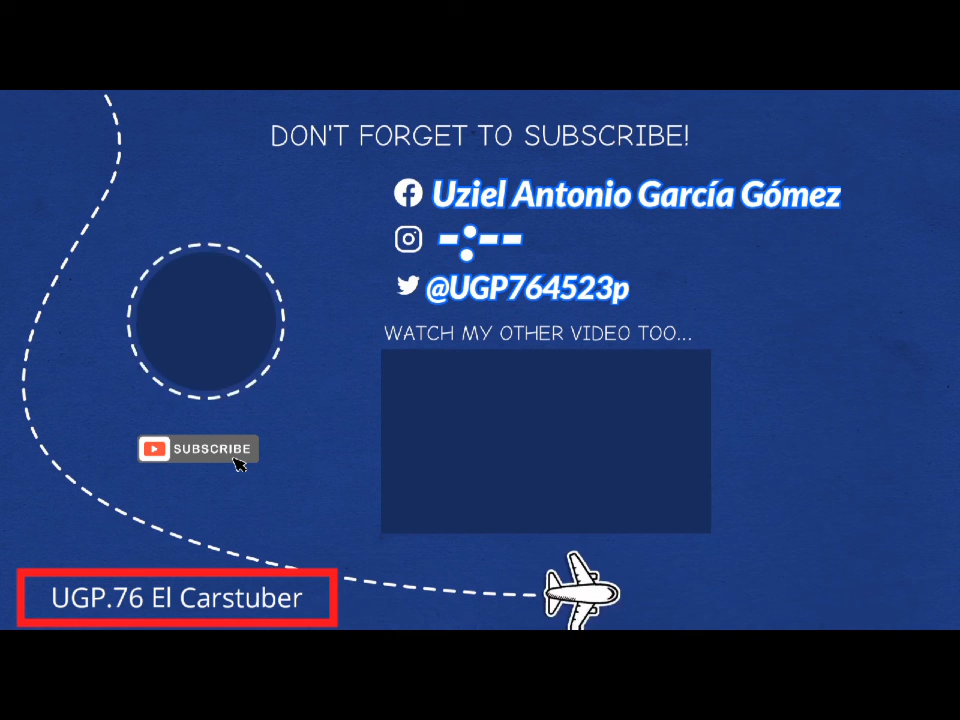 DON'T FORGET TO SUBSCRIBE!
Uziel Antonio García Gómez
-:--
@UGP764523p
WATCH MY OTHER VIDEO TOO...
SUBSCRIBE
UGP.76 El Carstuber